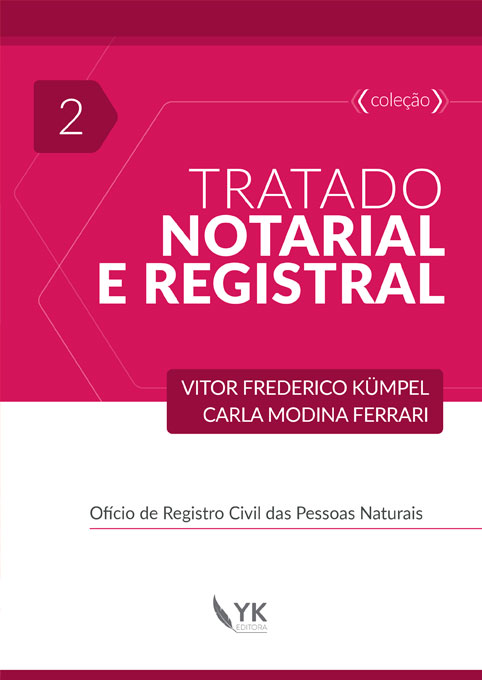 2
coleção
TRATADO
NOTARIAL
E REGISTRAL
VITOR FREDERICO KÜMPEL
CARLA MODINA FERRARI
Ofício de Registro Civil das Pessoas Naturais
YK
EDITORA